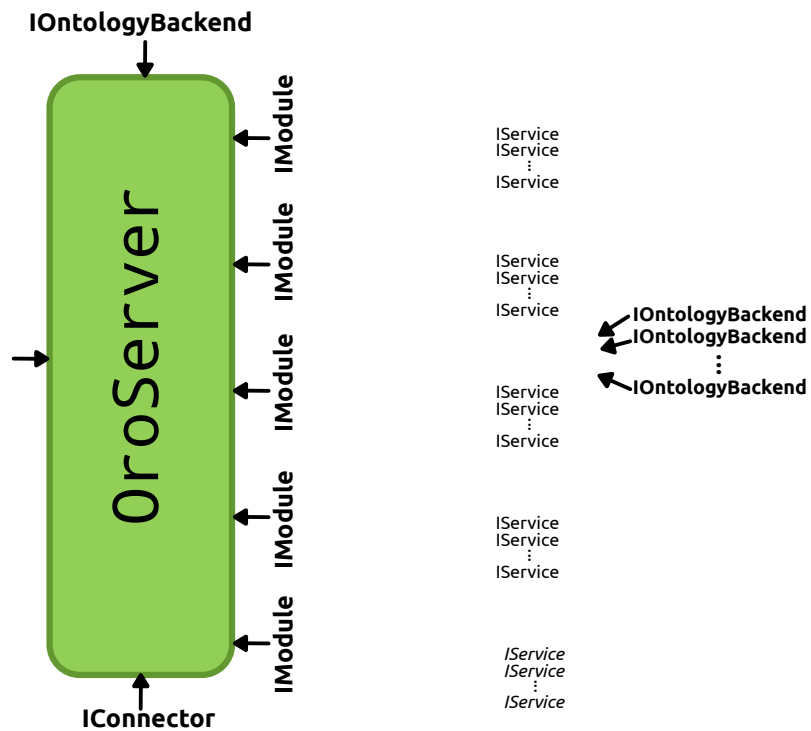 IOntologyBackend
OroServer
IModule
IModule
IModule
IModule
IModule
IConnector
IService
IService
⋮
IService
IService
IService
⋮
IService
IService
IService
⋮
IService
IService
IService
⋮
IService
IService
IService
⋮
IService
IOntologyBackend
IOntologyBackend
⋮
IOntologyBackend